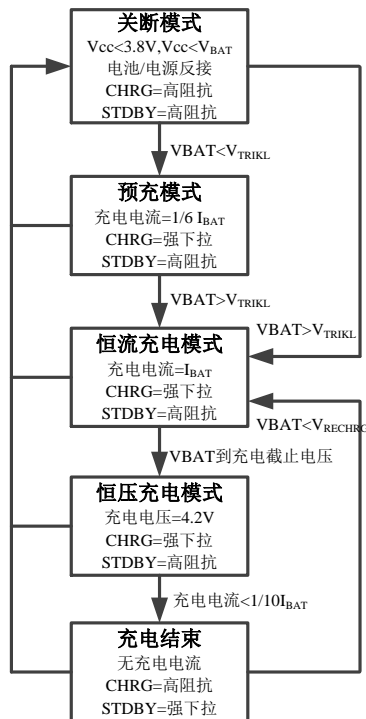 关断模式
Vcc<3.8V,Vcc<VBAT
电池/电源反接
CHRG=高阻抗
STDBY=高阻抗
VBAT<VTRIKL
预充模式
充电电流=1/6 IBAT
CHRG=强下拉
STDBY=高阻抗
VBAT>VTRIKL
VBAT>VTRIKL
恒流充电模式
充电电流=IBAT
CHRG=强下拉
STDBY=高阻抗
VBAT<VRECHRG
VBAT到充电截止电压
恒压充电模式
充电电压=4.2V
CHRG=强下拉
STDBY=高阻抗
充电电流<1/10IBAT
充电结束
无充电电流
CHRG=高阻抗
STDBY=强下拉